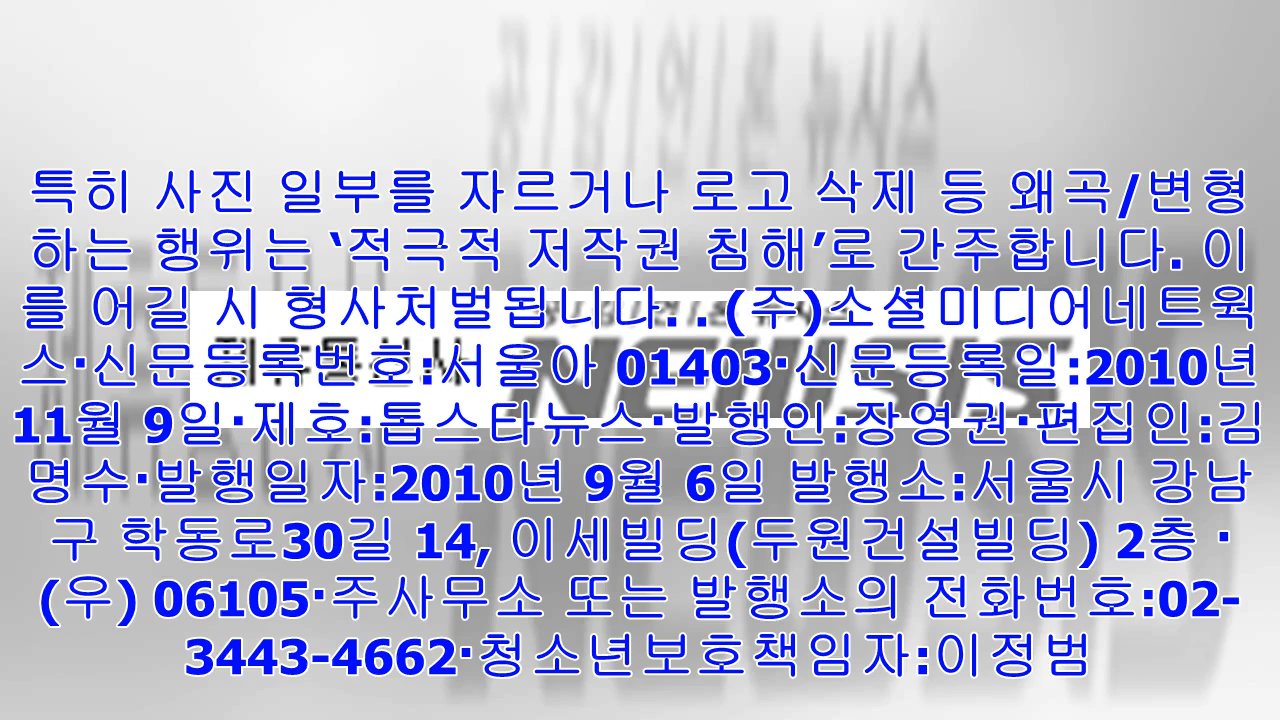 공 | 감 | 언 | 론 뉴시스
특히 사진 일부를 자르거나 로고 삭제 등 왜곡/변형
하는 행위는 ‘적극적 저작권 침해’로 간주합니다. 이
를 어길 시 형사처벌됩니다. . (주)소셜미디어네트웍
스·신문등록번호:서울아 01403·신문등록일:2010년
11월 9일·제호:톱스타뉴스·발행인:장영권·편집인:김
명수·발행일자:2010년 9월 6일 발행소:서울시 강남
구 학동로30길 14, 이세빌딩(두원건설빌딩) 2층 ·
(우) 06105·주사무소 또는 발행소의 전화번호:02-
3443-4662·청소년보호책임자:이정범
NEWSIS